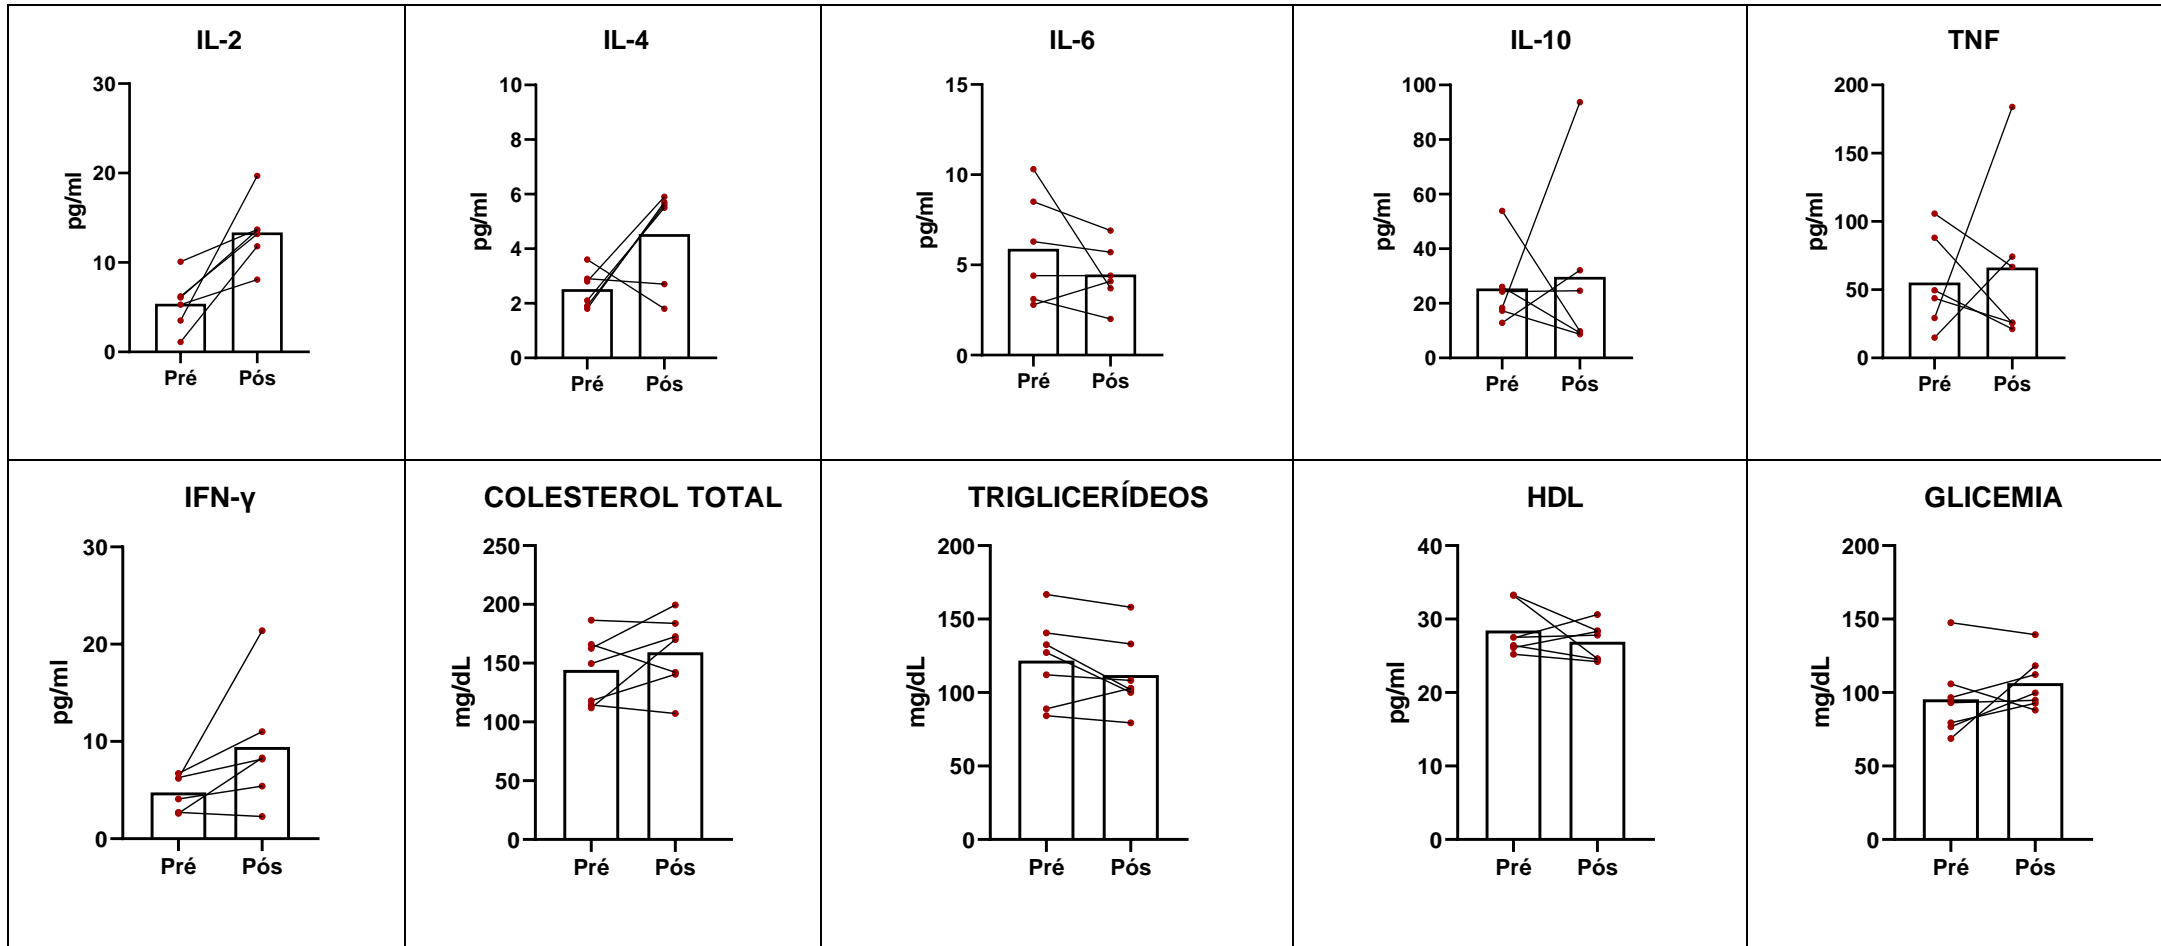 IL-2
30
20
10
0
pg/ml
Pré
Pós
IL-4
10
8
6
4
2
0
pg/ml
Pré
Pós
IL-6
15
10
5
0
pg/ml
Pré
Pós
IL-10
100
80
60
40
20
0
pg/ml
Pré
Pós
TNF
200
150
100
50
0
pg/ml
Pré
Pós
IFN-γ
30
20
10
0
pg/ml
Pré
Pós
COLESTEROL TOTAL
250
200
150
100
50
0
mg/dL
Pré
Pós
TRIGLICERÍDEOS
200
150
100
50
0
mg/dL
Pré
Pós
HDL
40
30
20
10
0
pg/ml
Pré
Pós
GLICEMIA
200
150
100
50
0
mg/dL
Pré
Pós